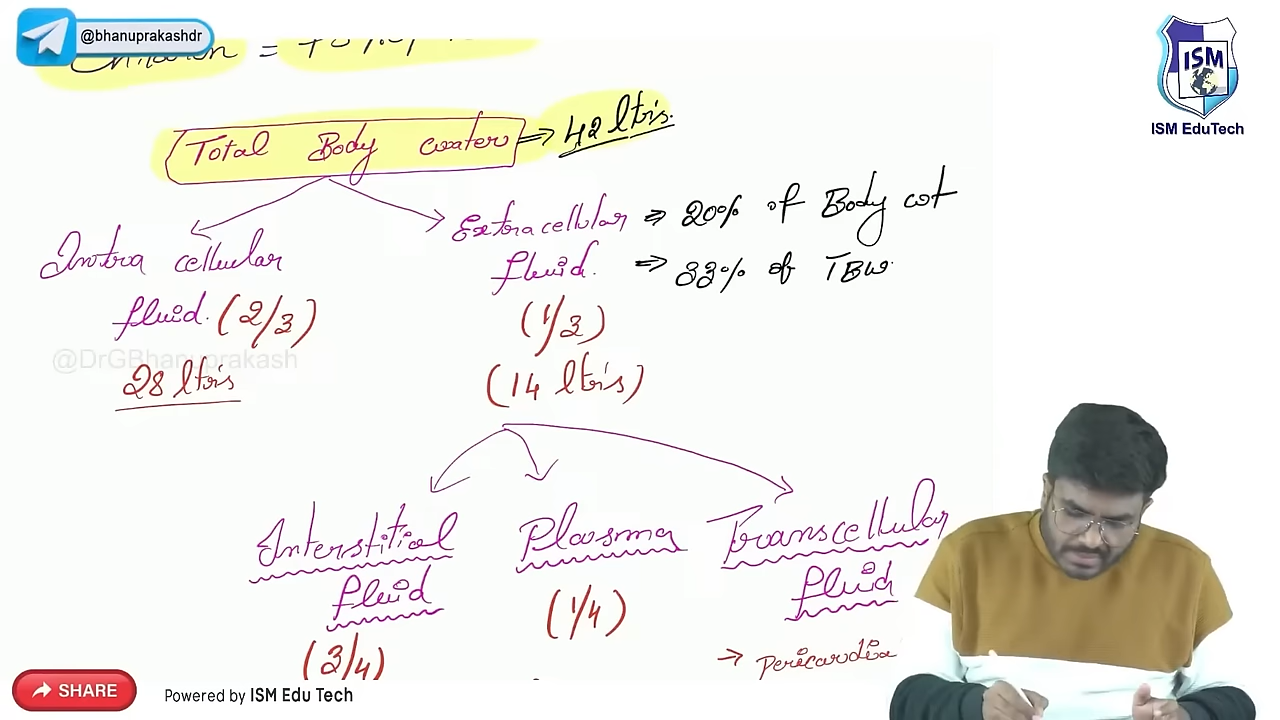 @bhanuprakashdr
Children =
ISM
ISM EduTech
Total Body water => 42 ltrs.
Intra cellular
fluid. (2/3)
28 ltrs
Extracellular => 20% of Body wt
fluid. => 33% of TBW.
(1/3)
(14 ltrs)
@DrGBhanuprakash
Interstitial
fluid
(3/4)
Plasma
(1/4)
Transcellular
fluid
→ Pericardia
SHARE
Powered by ISM Edu Tech